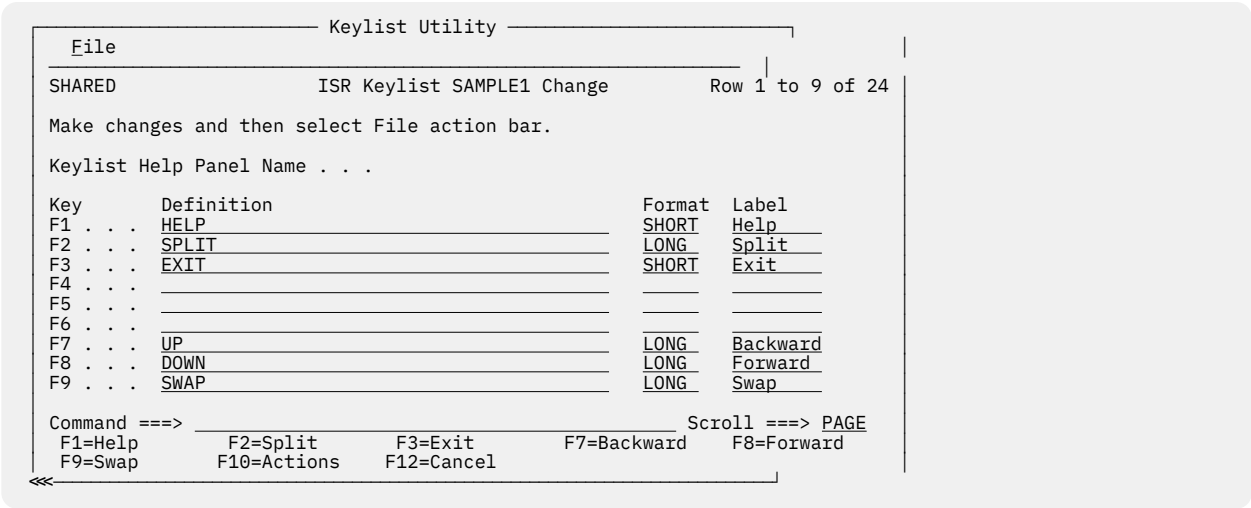 Keylist Utility
File
SHARED ISR Keylist SAMPLE1 Change Row 1 to 9 of 24
Make changes and then select File action bar.
Keylist Help Panel Name . . .
Key Definition Format Label
F1 . . . HELP SHORT Help
F2 . . . SPLIT LONG Split
F3 . . . EXIT SHORT Exit
F4 . . .
F5 . . .
F6 . . .
F7 . . . UP LONG Backward
F8 . . . DOWN LONG Forward
F9 . . . SWAP LONG Swap
Command ===> Scroll ===> PAGE
F1=Help F2=Split F3=Exit F7=Backward F8=Forward
F9=Swap F10=Actions F12=Cancel
<<<